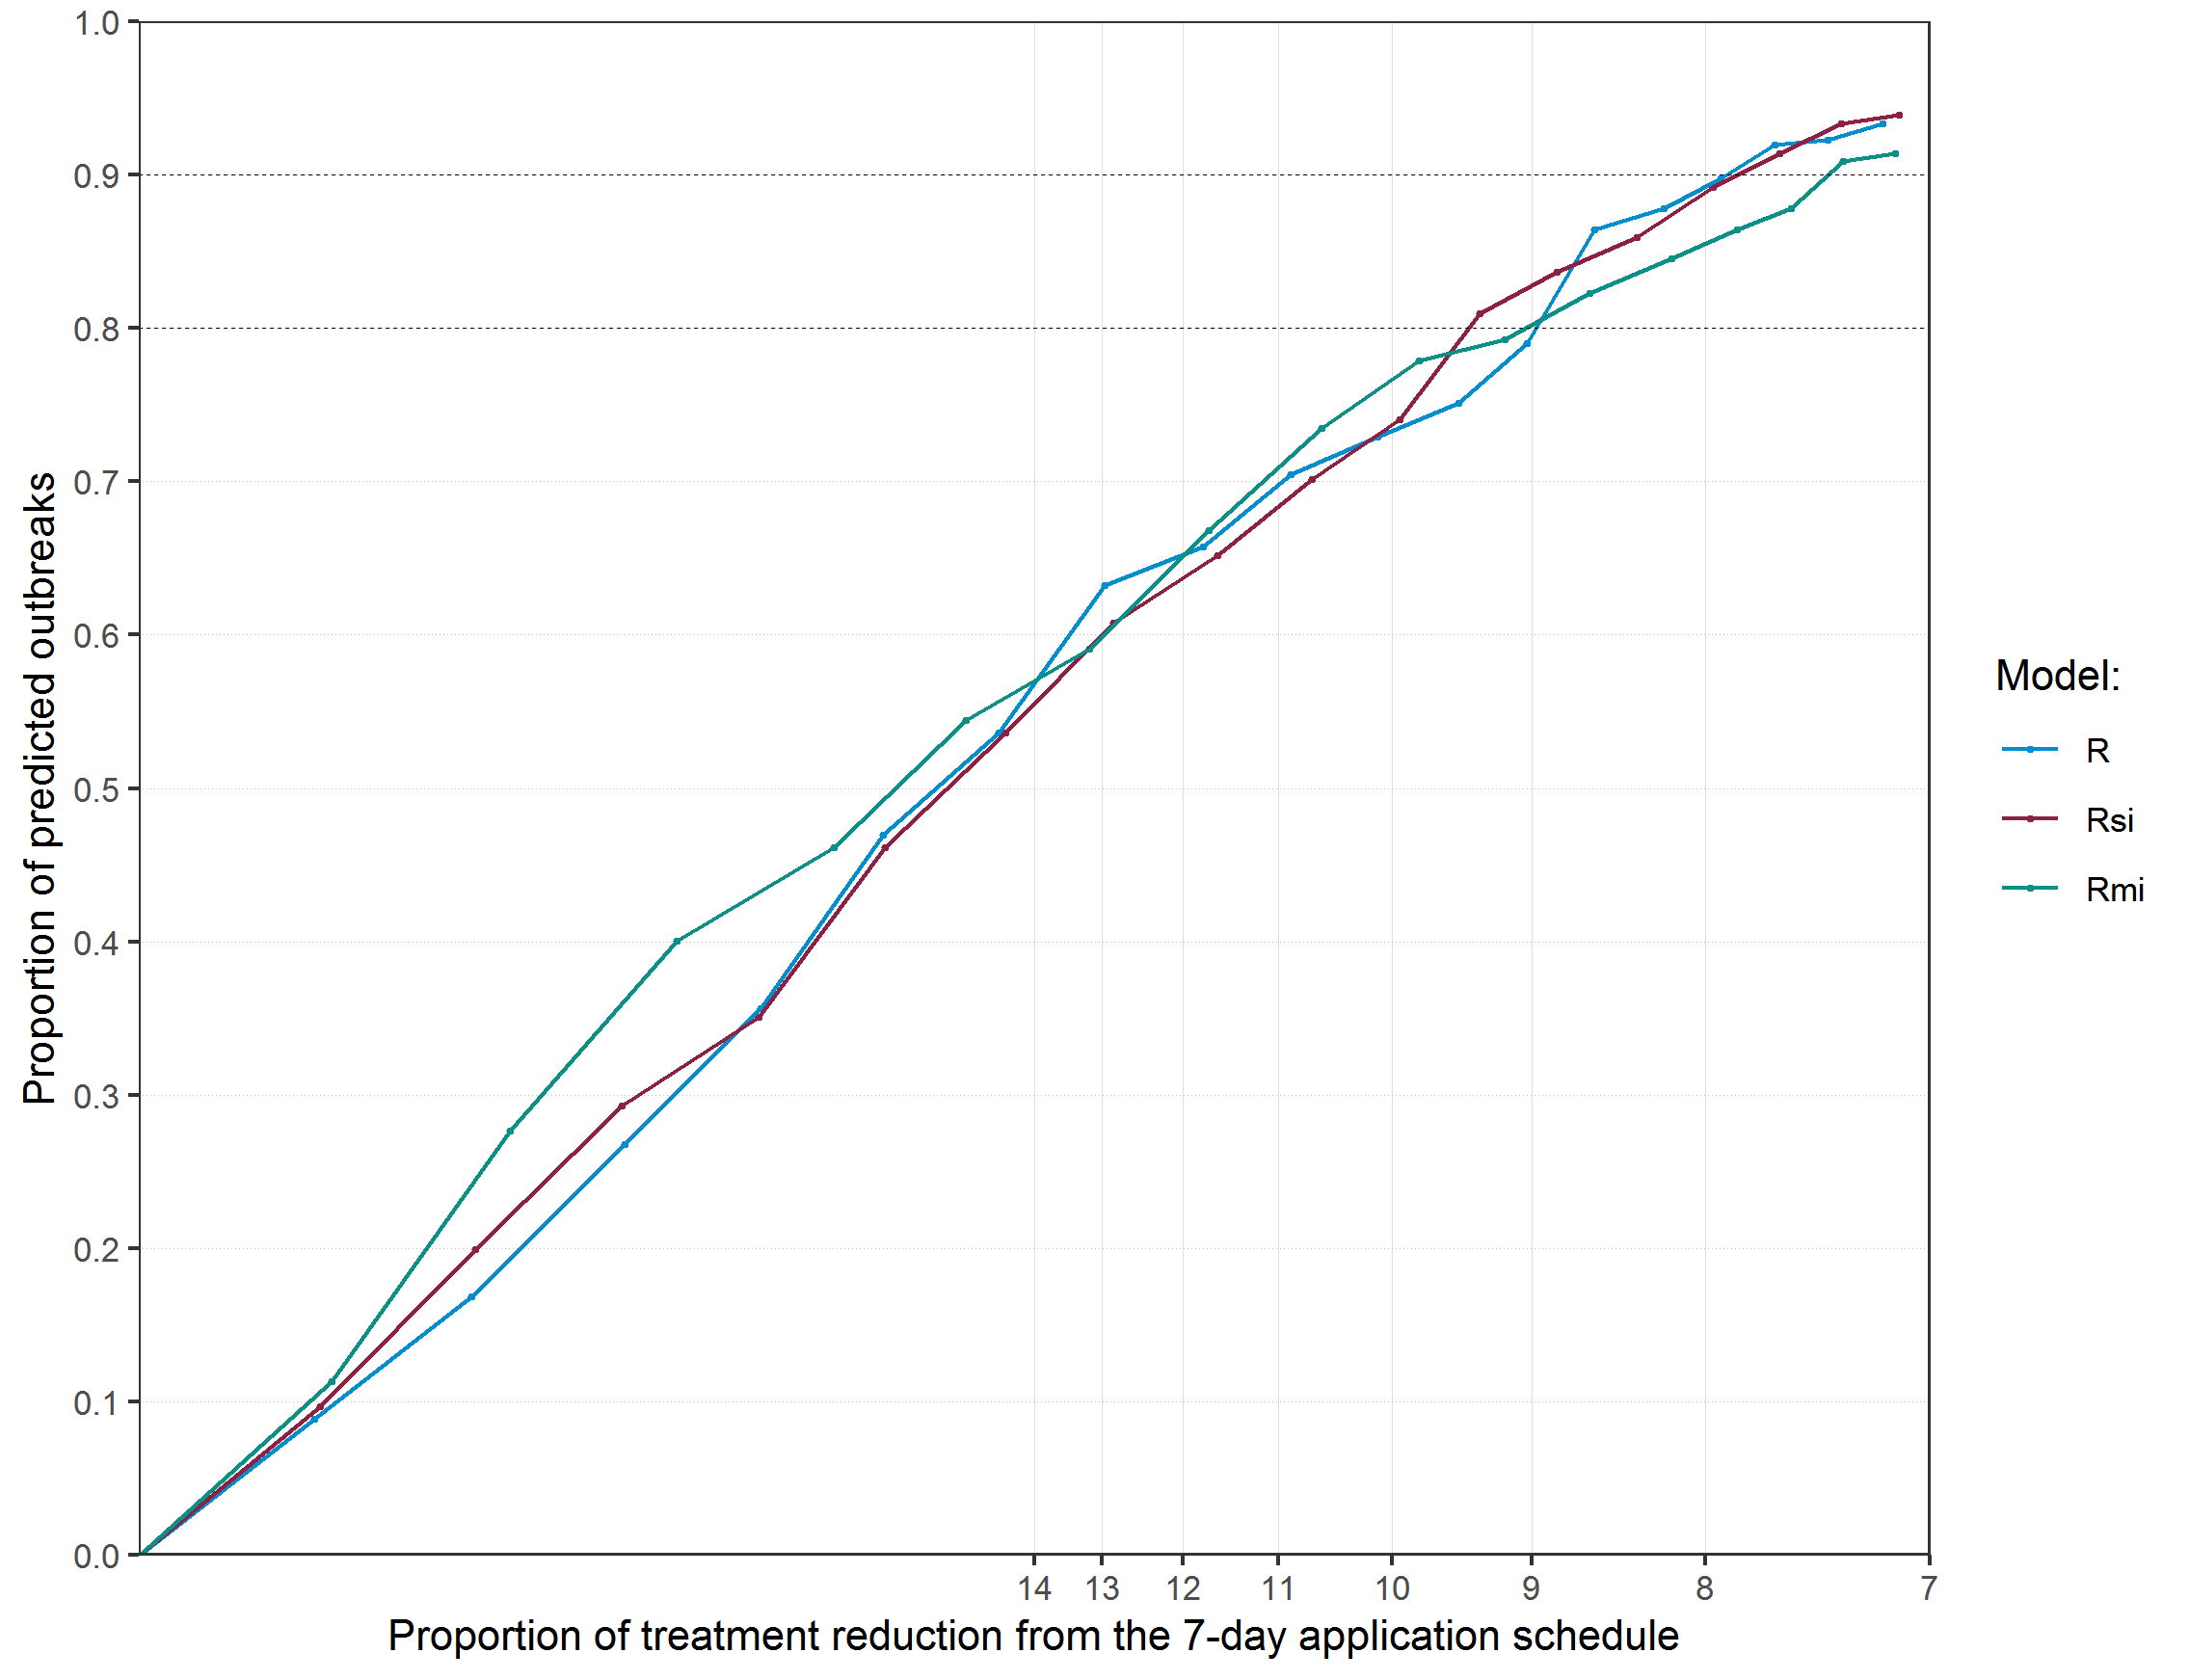 1.0
0.9
0.8
0.7
0.6
0.5
0.4
0.3
0.2
0.1
0.0
Proportion of predicted outbreaks
14 13 12 11 10 9 8 7
Proportion of treatment reduction from the 7-day application schedule
Model:
R
Rsi
Rmi